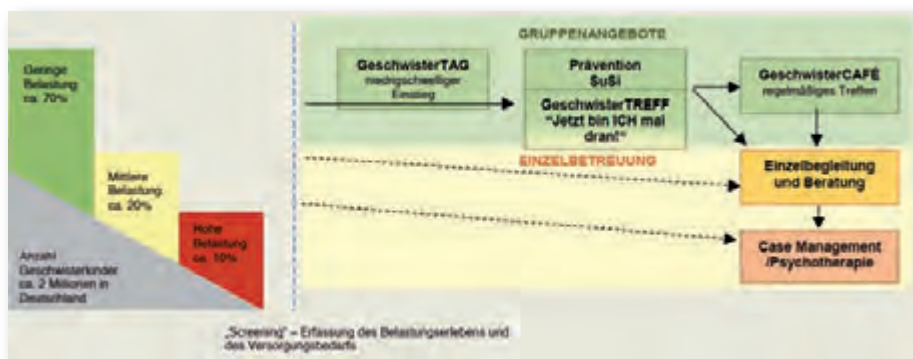 Geringe
Belastung
ca. 70%
Mittlere
Belastung
ca. 20%
Hohe
Belastung
ca. 10%
Anzahl
Geschwisterkinder
ca. 2 Millionen in
Deutschland
GRUPPENANGEBOTE
GeschwisterTAG
niedrigschwelliger
Einstieg
Prävention
SuSi
GeschwisterTREFF
"Jetzt bin ICH mal
dran!"
GeschwisterCAFÉ
regelmäßiges Treffen
EINZELBETREUUNG
Einzelbegleitung
und Beratung
Case Management
/Psychotherapie
„Screening" – Erfassung des Belastungserlebens und
des Versorgungsbedarfs